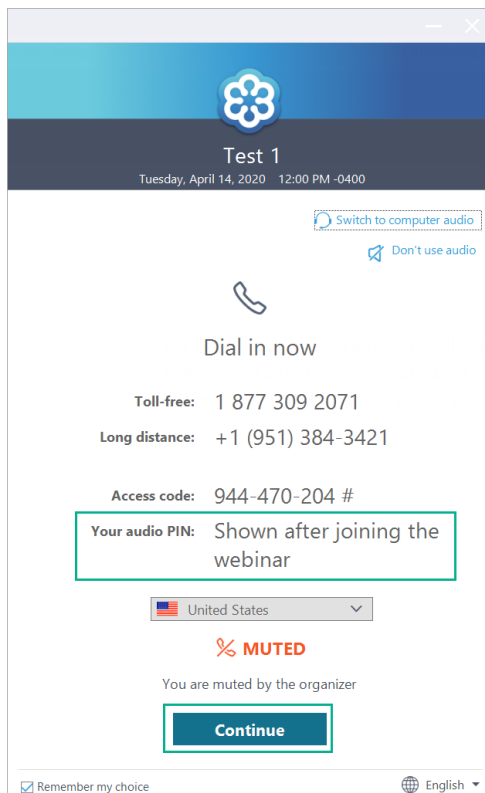 Test 1
Tuesday, April 14, 2020 12:00 PM -0400
Switch to computer audio
Don't use audio
Dial in now
Toll-free: 1 877 309 2071
Long distance: +1 (951) 384-3421
Access code: 944-470-204 #
Your audio PIN: Shown after joining the
webinar
United States
MUTED
You are muted by the organizer
Continue
Remember my choice English